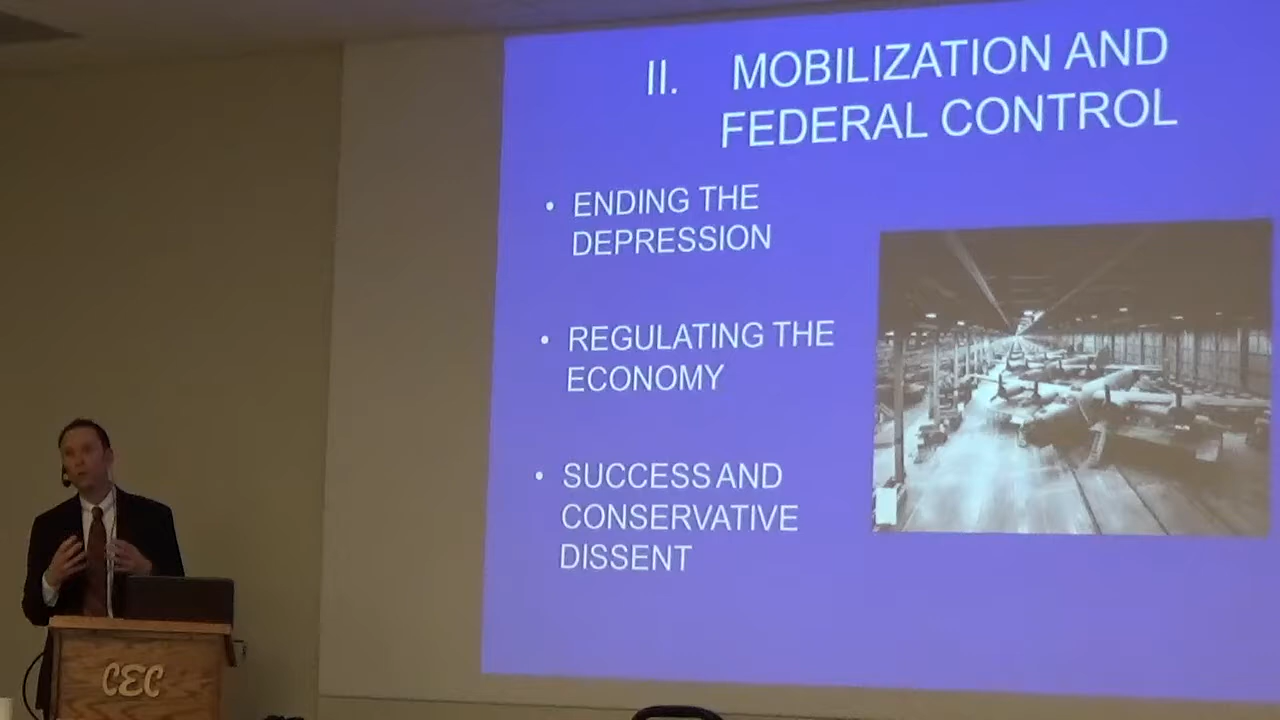 II. MOBILIZATION AND
FEDERAL CONTROL
• ENDING THE
DEPRESSION
• REGULATING THE
ECONOMY
• SUCCESS AND
CONSERVATIVE
DISSENT
CEC